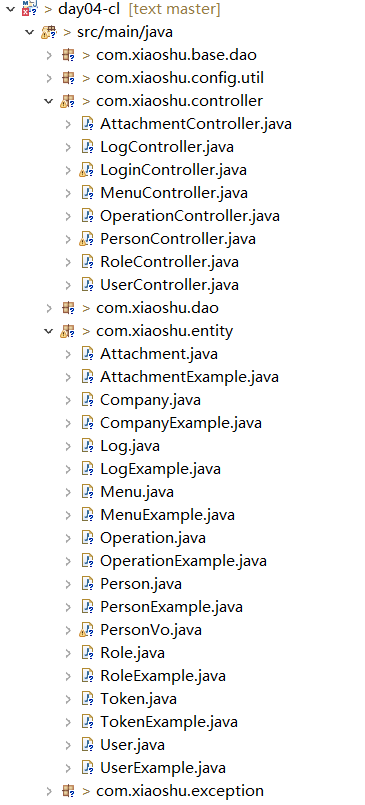 > day04-cl [text master]
> src/main/java
> com.xiaoshu.base.dao
> com.xiaoshu.config.util
> com.xiaoshu.controller
AttachmentController.java
LogController.java
LoginController.java
MenuController.java
OperationController.java
PersonController.java
RoleController.java
UserController.java
> com.xiaoshu.dao
> com.xiaoshu.entity
Attachment.java
AttachmentExample.java
Company.java
CompanyExample.java
Log.java
LogExample.java
Menu.java
MenuExample.java
Operation.java
OperationExample.java
Person.java
PersonExample.java
PersonVo.java
Role.java
RoleExample.java
Token.java
TokenExample.java
User.java
UserExample.java
> com.xiaoshu.exception